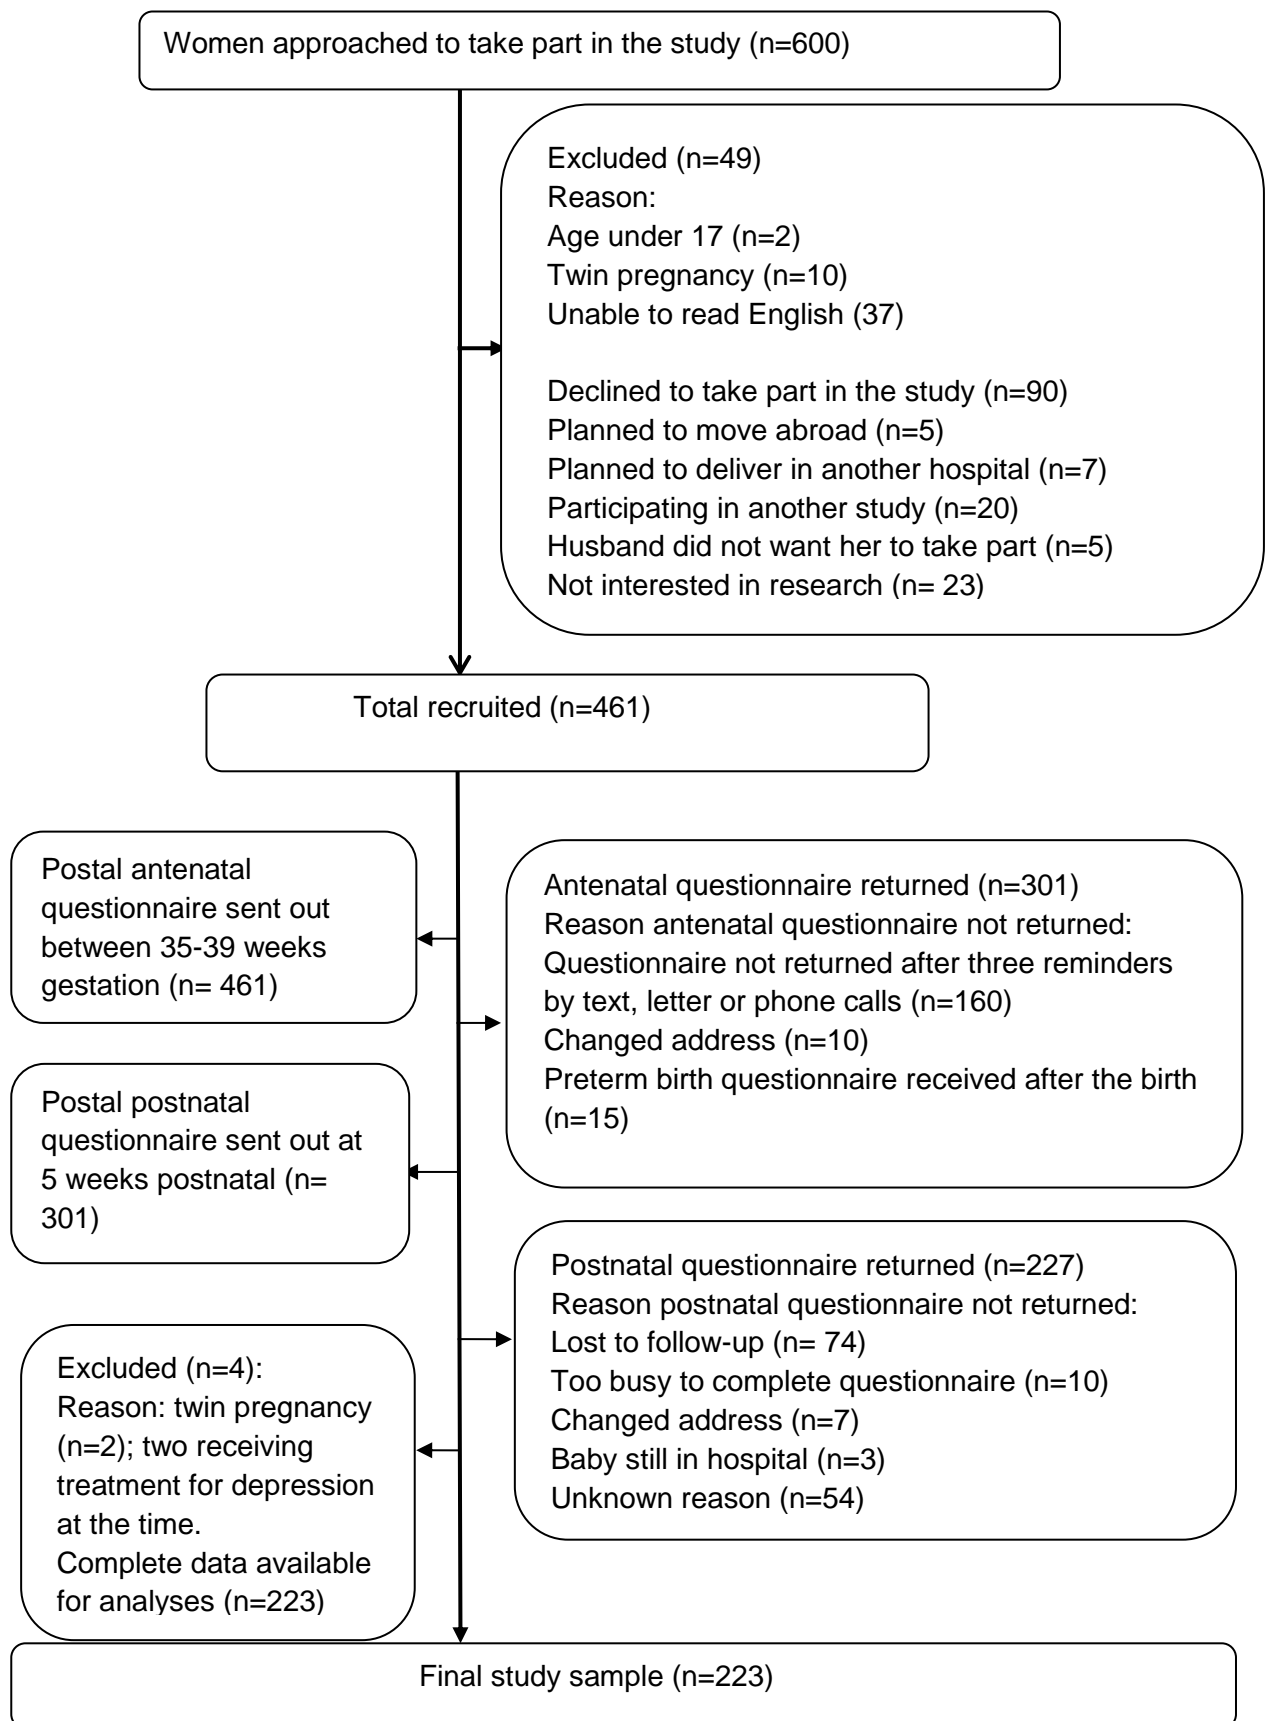 Women approached to take part in the study (n=600)
Excluded (n=49)
Reason:
Age under 17 (n=2)
Twin pregnancy (n=10)
Unable to read English (37)
Declined to take part in the study (n=90)
Planned to move abroad (n=5)
Planned to deliver in another hospital (n=7)
Participating in another study (n=20)
Husband did not want her to take part (n=5)
Not interested in research (n= 23)
Total recruited (n=461)
Postal antenatal
questionnaire sent out
between 35-39 weeks
gestation (n= 461)
Antenatal questionnaire returned (n=301)
Reason antenatal questionnaire not returned:
Questionnaire not returned after three reminders
by text, letter or phone calls (n=160)
Changed address (n=10)
Preterm birth questionnaire received after the birth
(n=15)
Postal postnatal
questionnaire sent out at
5 weeks postnatal (n=
301)
Postnatal questionnaire returned (n=227)
Reason postnatal questionnaire not returned:
Lost to follow-up (n= 74)
Too busy to complete questionnaire (n=10)
Changed address (n=7)
Baby still in hospital (n=3)
Unknown reason (n=54)
Excluded (n=4):
Reason: twin pregnancy
(n=2); two receiving
treatment for depression
at the time.
Complete data available
for analyses (n=223)
Final study sample (n=223)